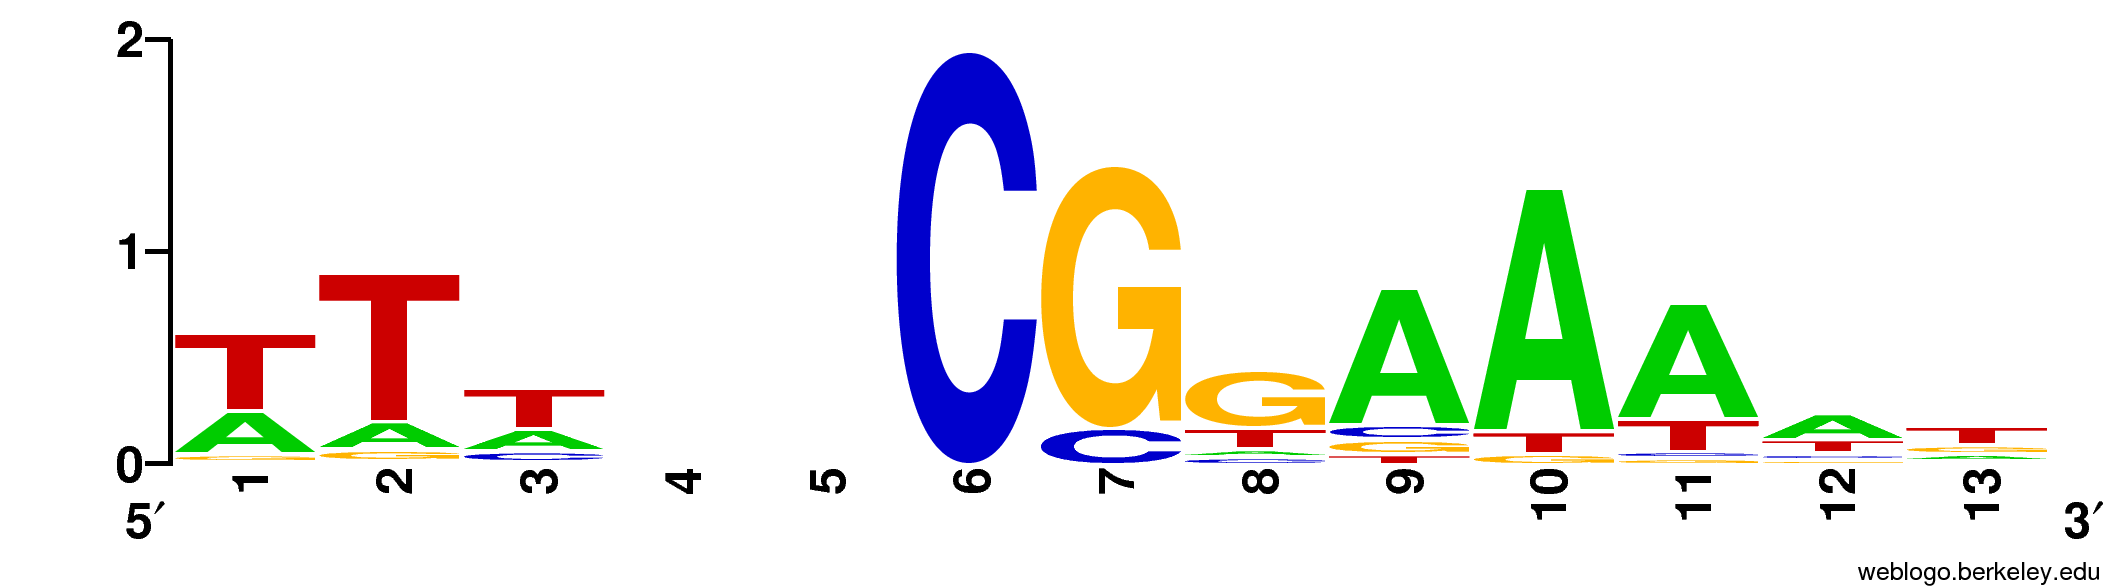 2
1
0
T T T C G G A A A A T
A A A C T C T T T T G
G G C A G G C C A
C T G G
1 2 3 4 5 6 7 8 9 10 11 12 13
5′ 3′
weblogo.berkeley.edu